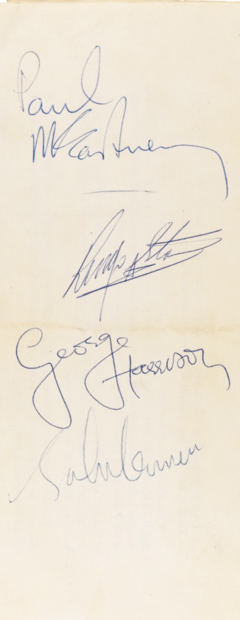 Paul
McCartney
Ringo Starr
George
Harrison
John Lennon